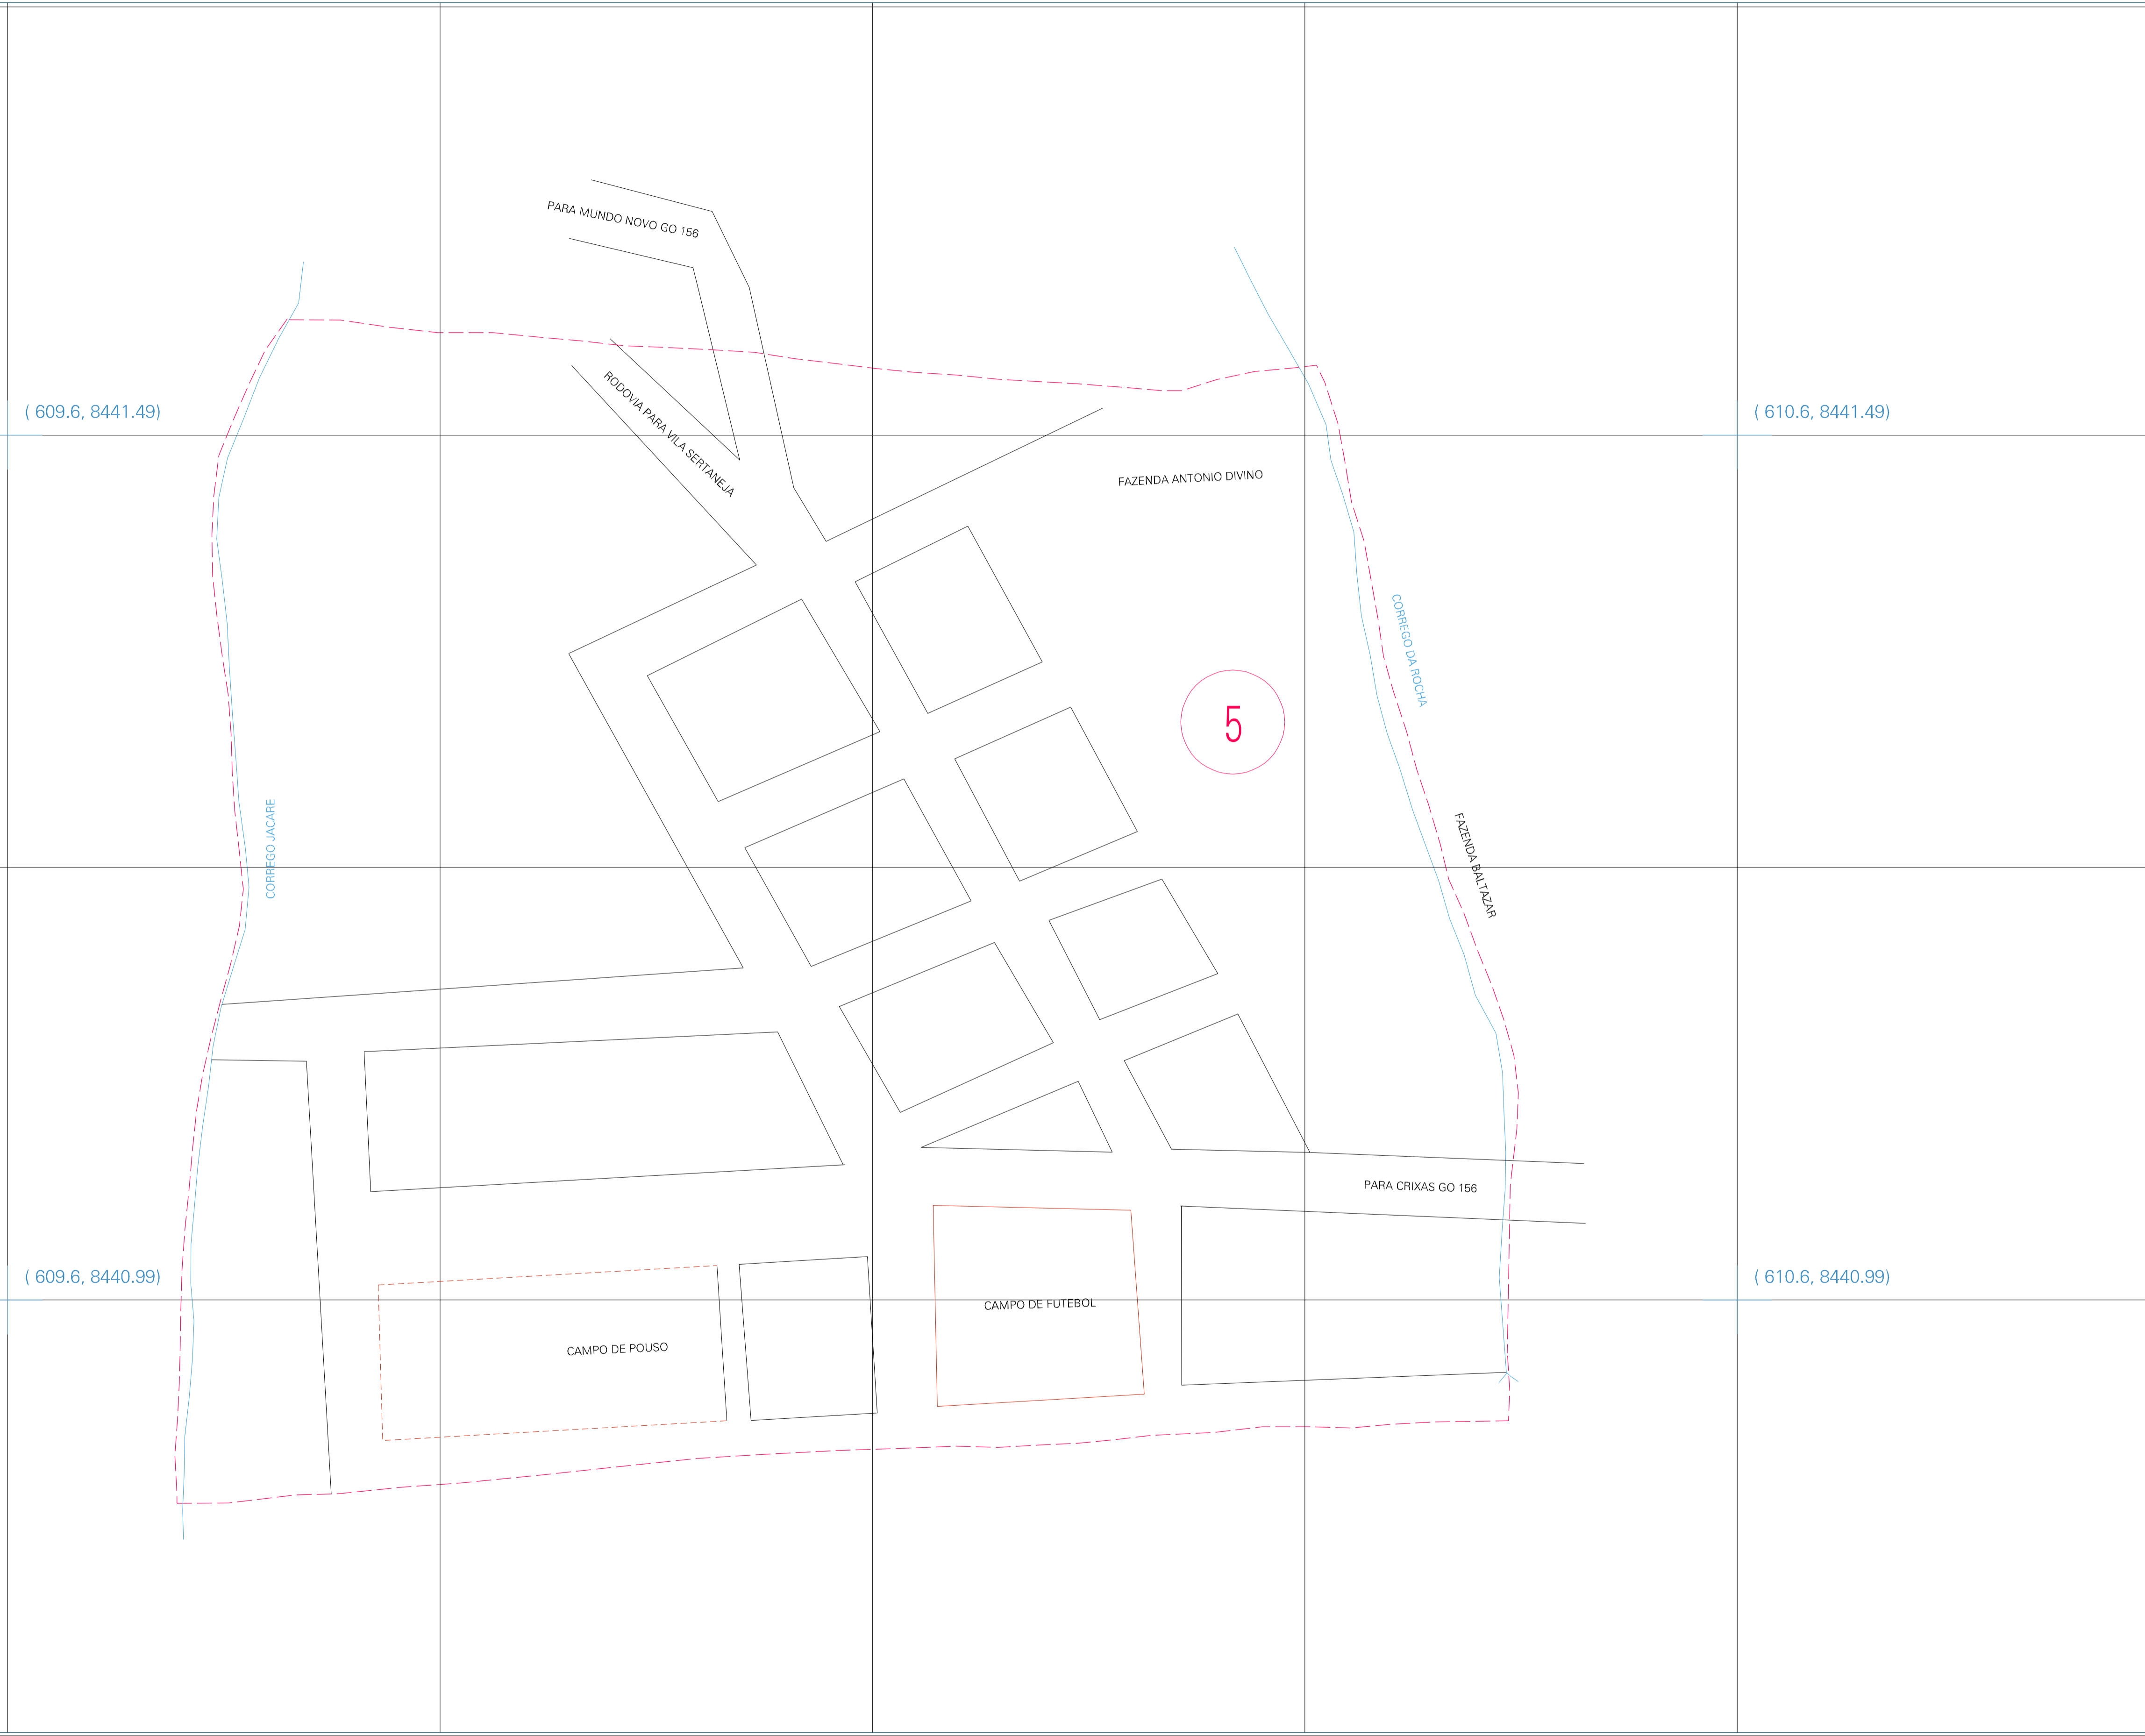 PARA MUNDO NOVO GO 156
RODOVIA PARA VILA SERTANEJA
( 609.6, 8441.49)
( 610.6, 8441.49)
FAZENDA ANTONIO DIVINO
CORREGO DA ROCHA
5
CORREGO JACARE
FAZENDA BALTAZAR
PARA CRIXAS GO 156
( 609.6, 8440.99)
( 610.6, 8440.99)
CAMPO DE FUTEBOL
CAMPO DE POUSO